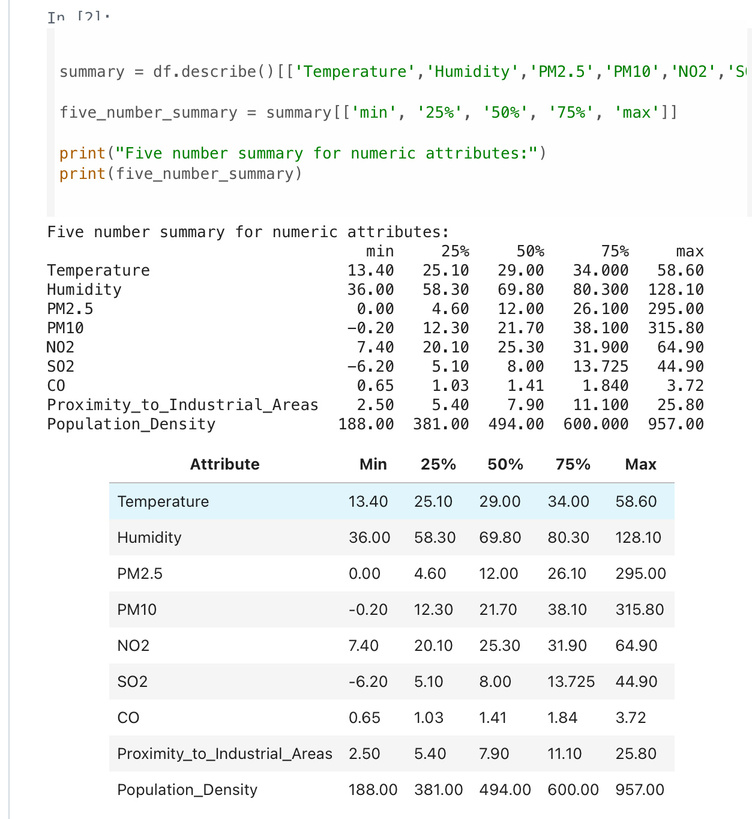 In [2]:
summary = df.describe()[['Temperature','Humidity','PM2.5','PM10','NO2','S
five_number_summary = summary[['min', '25%', '50%', '75%', 'max']]
print("Five number summary for numeric attributes:")
print(five_number_summary)
Five number summary for numeric attributes:
min 25% 50% 75% max
Temperature 13.40 25.10 29.00 34.000 58.60
Humidity 36.00 58.30 69.80 80.300 128.10
PM2.5 0.00 4.60 12.00 26.100 295.00
PM10 −0.20 12.30 21.70 38.100 315.80
NO2 7.40 20.10 25.30 31.900 64.90
SO2 −6.20 5.10 8.00 13.725 44.90
CO 0.65 1.03 1.41 1.840 3.72
Proximity_to_Industrial_Areas 2.50 5.40 7.90 11.100 25.80
Population_Density 188.00 381.00 494.00 600.000 957.00
Attribute Min 25% 50% 75% Max
Temperature 13.40 25.10 29.00 34.00 58.60
Humidity 36.00 58.30 69.80 80.30 128.10
PM2.5 0.00 4.60 12.00 26.10 295.00
PM10 -0.20 12.30 21.70 38.10 315.80
NO2 7.40 20.10 25.30 31.90 64.90
SO2 -6.20 5.10 8.00 13.725 44.90
CO 0.65 1.03 1.41 1.84 3.72
Proximity_to_Industrial_Areas 2.50 5.40 7.90 11.10 25.80
Population_Density 188.00 381.00 494.00 600.00 957.00